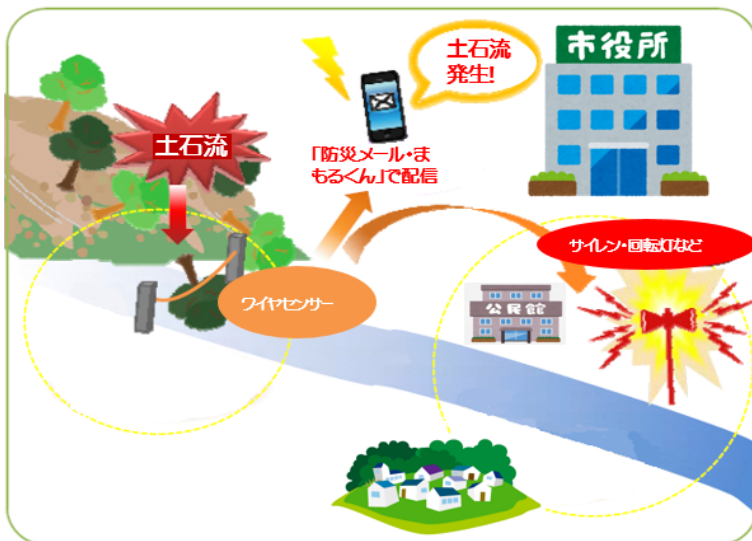 土石流
発生!
市役所
土石流
「防災メール・ま
もるくん」で配信
サイレン・回転灯など
ワイヤセンサー
公民館